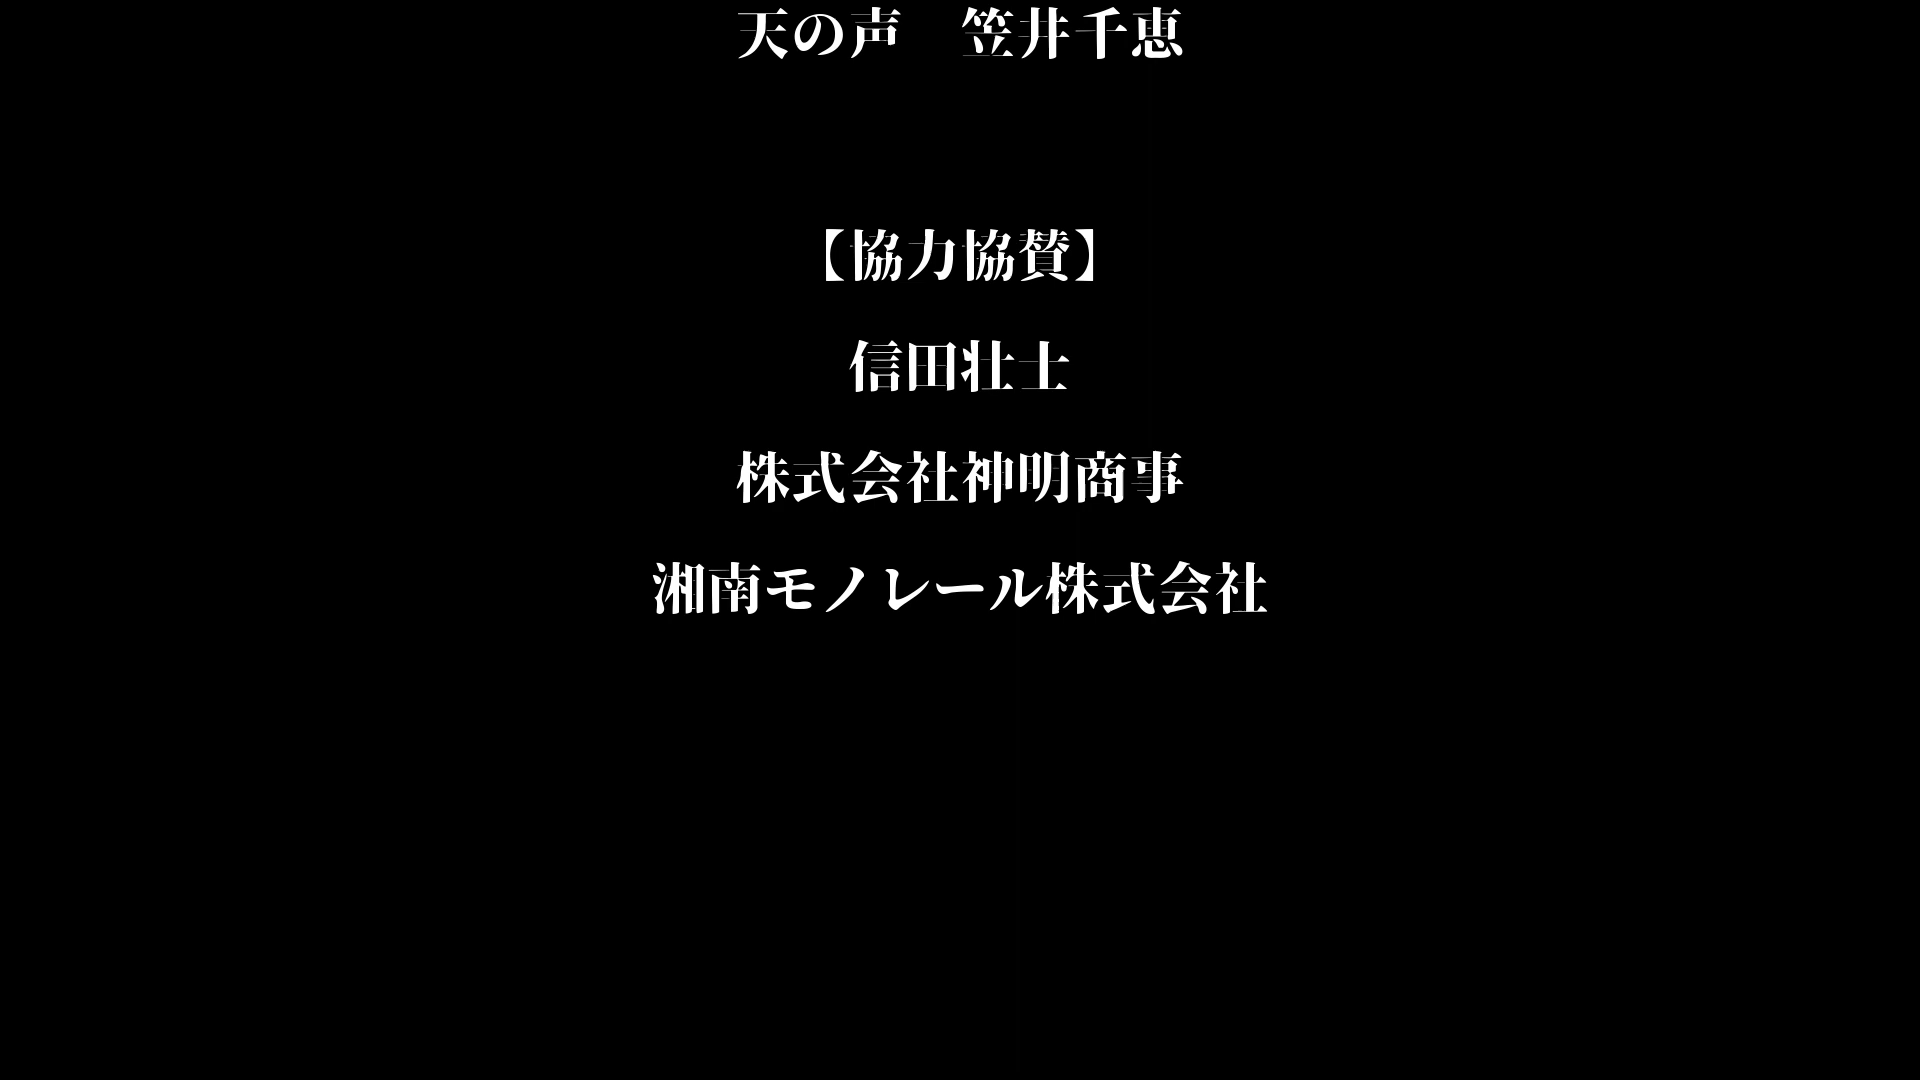 天の声　笠井千恵
【協力協賛】
信田壮士
株式会社神明商事
湘南モノレール株式会社